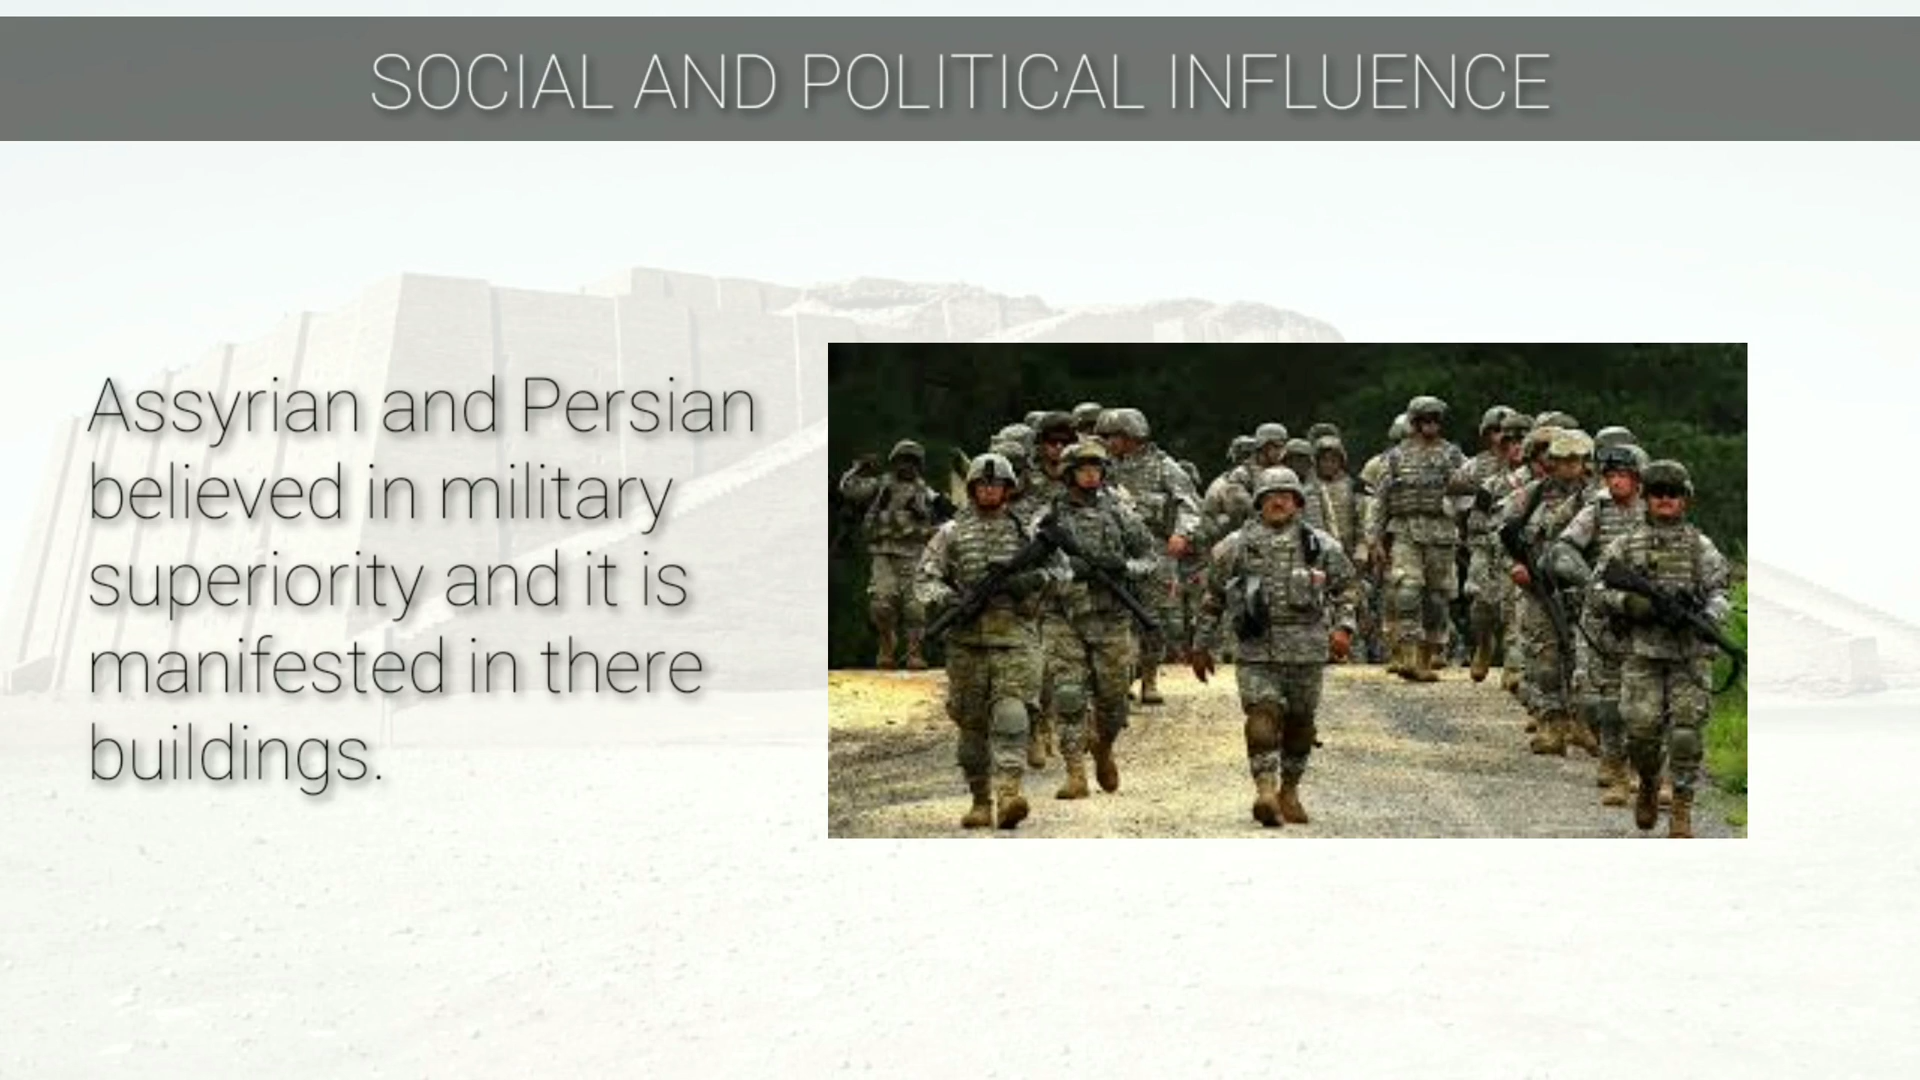 SOCIAL AND POLITICAL INFLUENCE
Assyrian and Persian
believed in military
superiority and it is
manifested in there
buildings.